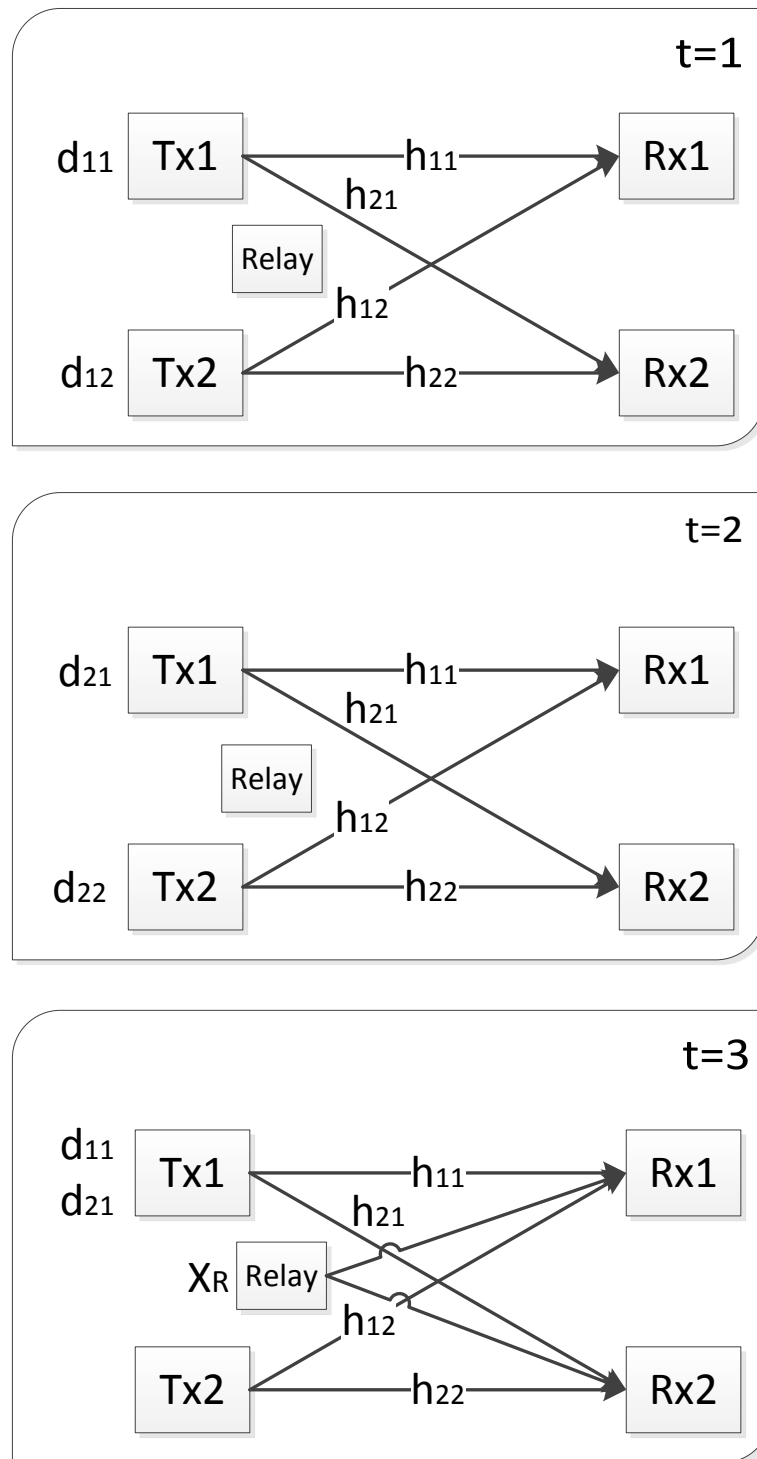 t=1
d11 Tx1 h11 Rx1
h21
Relay
h12
d12 Tx2 h22 Rx2
t=2
d21 Tx1 h11 Rx1
h21
Relay
h12
d22 Tx2 h22 Rx2
t=3
d11
d21 Tx1 h11 Rx1
h21
XR Relay
h12
Tx2 h22 Rx2